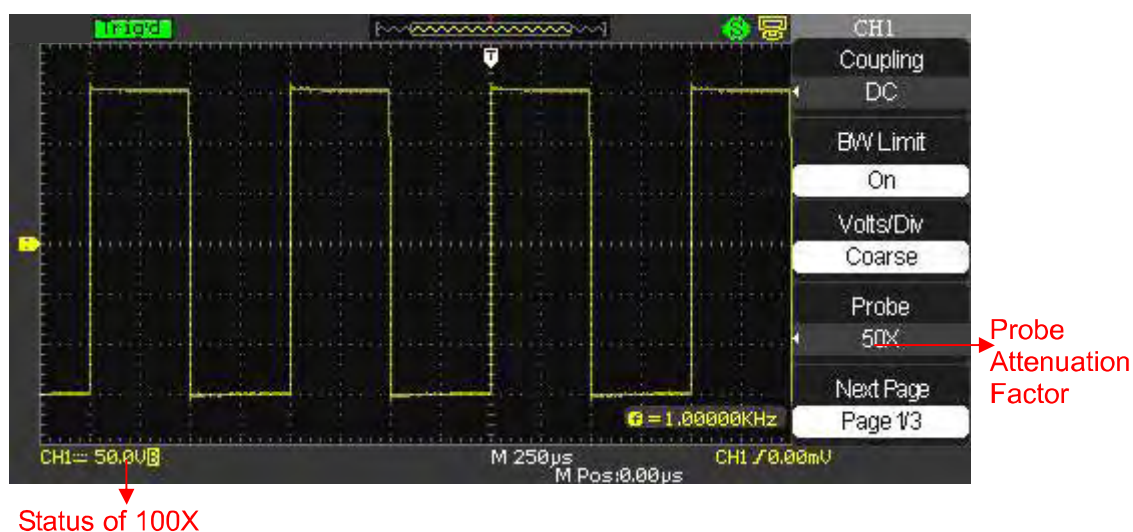 Trig'd
CH1
T
Coupling
DC
BW Limit
On
Volts/Div
Coarse
Probe
50X
Probe
Attenuation
Factor
Next Page
Page 1/3
f = 1.00000KHz
CH1 50.0VB
M 250µs
CH1 0.00mV
M Pos:0.00µs
Status of 100X